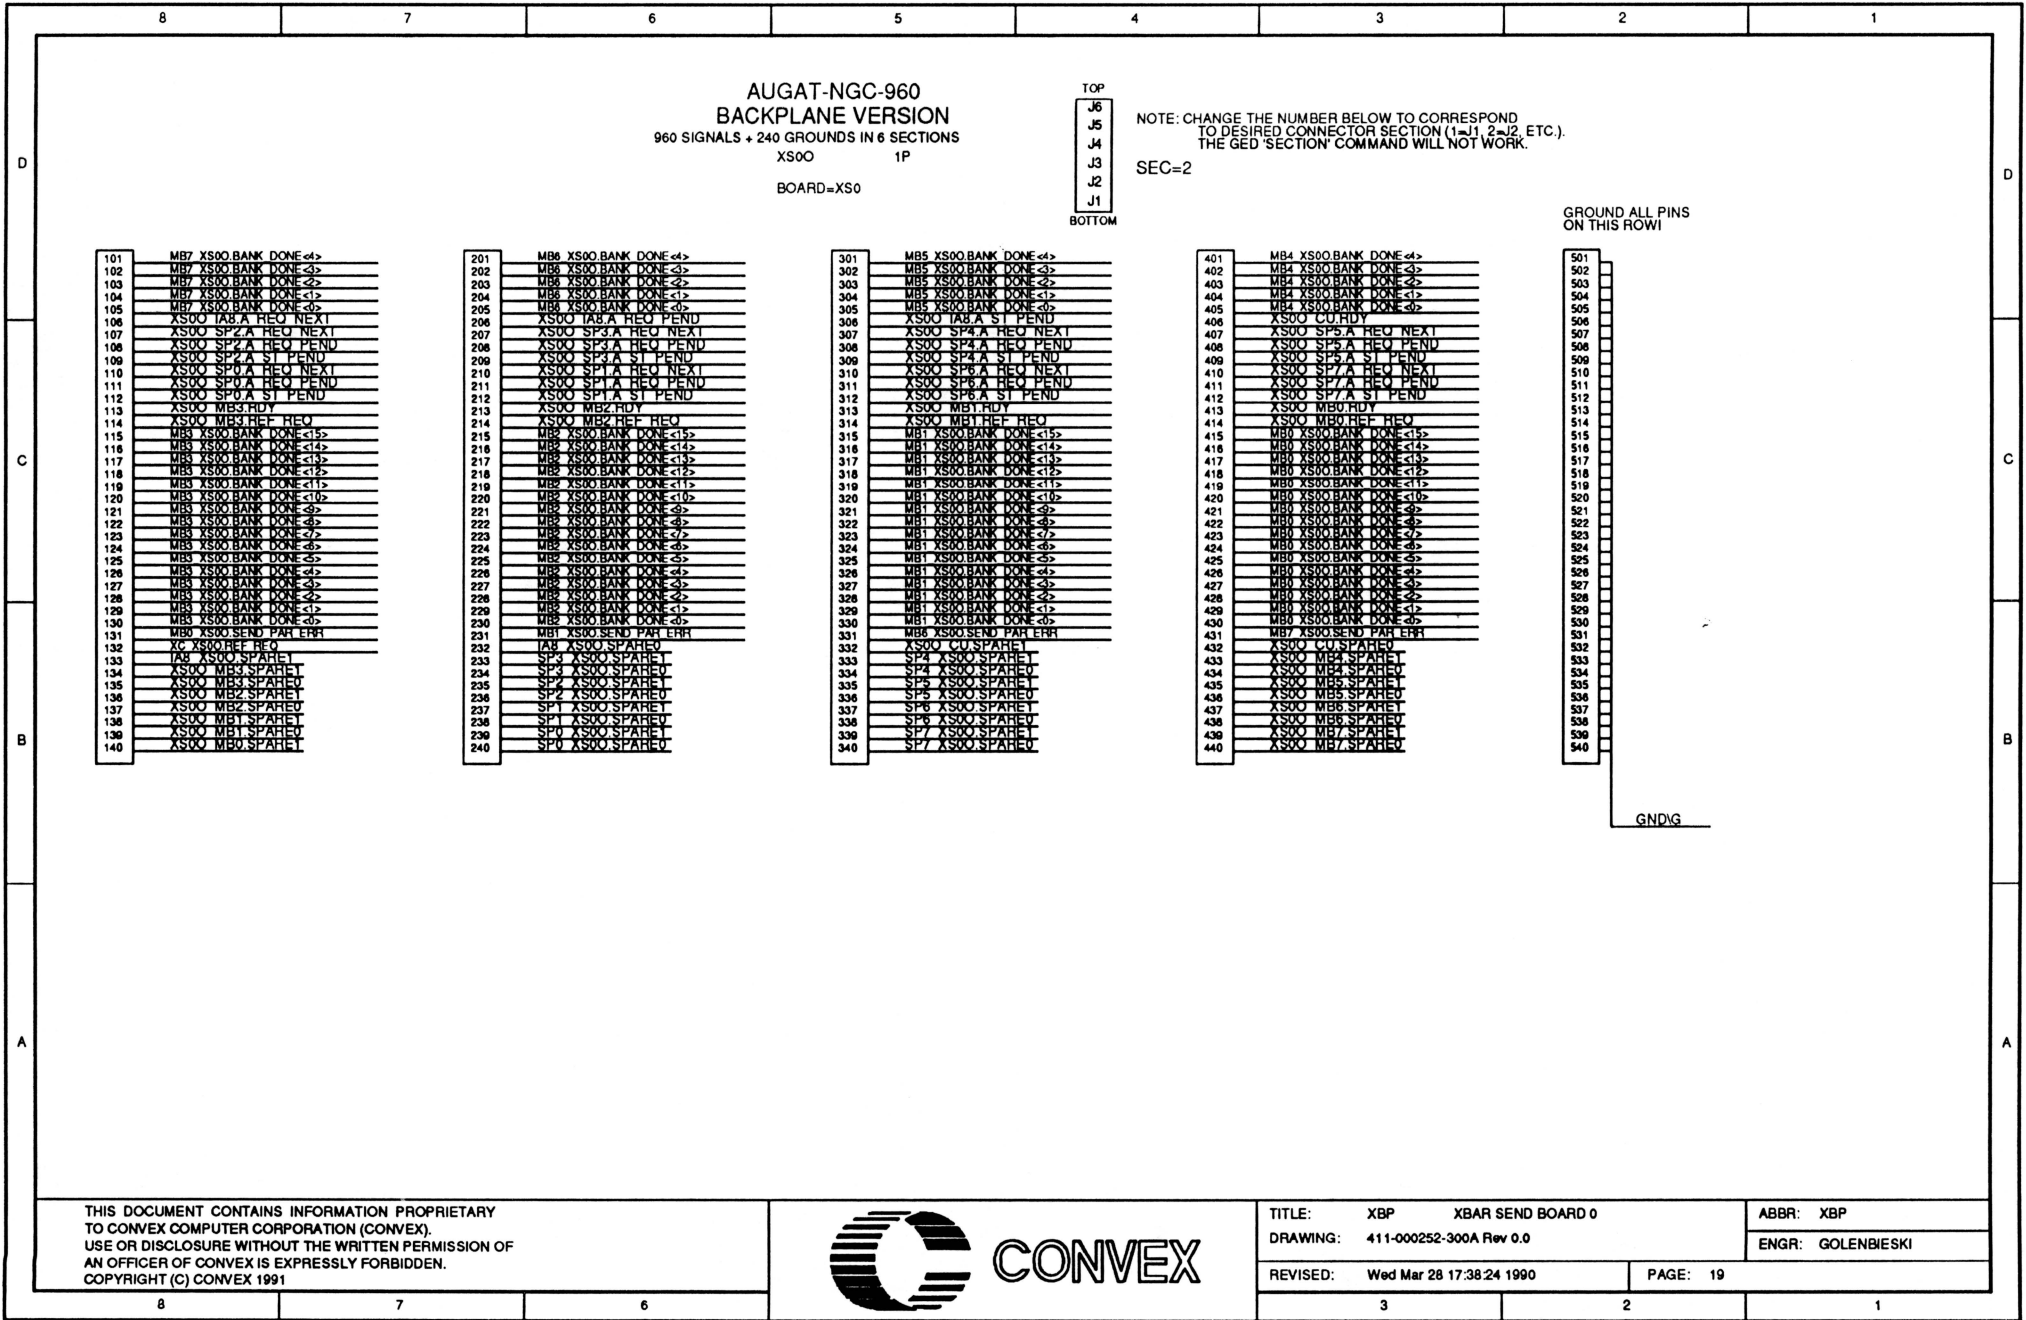 8 7 6 5 4 3 2 1
AUGAT-NGC-960
BACKPLANE VERSION
960 SIGNALS + 240 GROUNDS IN 6 SECTIONS
XS0O 1P
BOARD=XS0
TOP
J6
J5
J4
J3
J2
J1
BOTTOM
NOTE: CHANGE THE NUMBER BELOW TO CORRESPOND
TO DESIRED CONNECTOR SECTION (1=J1, 2=J2, ETC.).
THE GED 'SECTION' COMMAND WILL NOT WORK.
SEC=2
GROUND ALL PINS
ON THIS ROW!
D
D
C
C
B
B
A
A
101 MB7 XS0O.BANK DONE<4>
102 MB7 XS0O.BANK DONE<3>
103 MB7 XS0O.BANK DONE<2>
104 MB7 XS0O.BANK DONE<1>
105 MB7 XS0O.BANK DONE<0>
106 XS0O IA8.A REQ NEXT
107 XS0O SP2.A REQ NEXT
108 XS0O SP2.A REQ PEND
109 XS0O SP2.A ST PEND
110 XS0O SP0.A REQ NEXT
111 XS0O SP0.A REQ PEND
112 XS0O SP0.A ST PEND
113 XS0O MB3.RDY
114 XS0O MB3.REF REQ
115 MB3 XS0O.BANK DONE<15>
116 MB3 XS0O.BANK DONE<14>
117 MB3 XS0O.BANK DONE<13>
118 MB3 XS0O.BANK DONE<12>
119 MB3 XS0O.BANK DONE<11>
120 MB3 XS0O.BANK DONE<10>
121 MB3 XS0O.BANK DONE<9>
122 MB3 XS0O.BANK DONE<8>
123 MB3 XS0O.BANK DONE<7>
124 MB3 XS0O.BANK DONE<6>
125 MB3 XS0O.BANK DONE<5>
126 MB3 XS0O.BANK DONE<4>
127 MB3 XS0O.BANK DONE<3>
128 MB3 XS0O.BANK DONE<2>
129 MB3 XS0O.BANK DONE<1>
130 MB3 XS0O.BANK DONE<0>
131 MB0 XS0O.SEND PAR ERR
132 XC XS0O.REF REQ
133 IA8 XS0O.SPARE1
134 XS0O MB3.SPARE1
135 XS0O MB3.SPARE0
136 XS0O MB2.SPARE1
137 XS0O MB2.SPARE0
138 XS0O MB1.SPARE1
139 XS0O MB1.SPARE0
140 XS0O MB0.SPARE1
201 MB6 XS0O.BANK DONE<4>
202 MB6 XS0O.BANK DONE<3>
203 MB6 XS0O.BANK DONE<2>
204 MB6 XS0O.BANK DONE<1>
205 MB6 XS0O.BANK DONE<0>
206 XS0O IA8.A REQ PEND
207 XS0O SP3.A REQ NEXT
208 XS0O SP3.A REQ PEND
209 XS0O SP3.A ST PEND
210 XS0O SP1.A REQ NEXT
211 XS0O SP1.A REQ PEND
212 XS0O SP1.A ST PEND
213 XS0O MB2.RDY
214 XS0O MB2.REF REQ
215 MB2 XS0O.BANK DONE<15>
216 MB2 XS0O.BANK DONE<14>
217 MB2 XS0O.BANK DONE<13>
218 MB2 XS0O.BANK DONE<12>
219 MB2 XS0O.BANK DONE<11>
220 MB2 XS0O.BANK DONE<10>
221 MB2 XS0O.BANK DONE<9>
222 MB2 XS0O.BANK DONE<8>
223 MB2 XS0O.BANK DONE<7>
224 MB2 XS0O.BANK DONE<6>
225 MB2 XS0O.BANK DONE<5>
226 MB2 XS0O.BANK DONE<4>
227 MB2 XS0O.BANK DONE<3>
228 MB2 XS0O.BANK DONE<2>
229 MB2 XS0O.BANK DONE<1>
230 MB2 XS0O.BANK DONE<0>
231 MB1 XS0O.SEND PAR ERR
232 IA8 XS0O.SPARE0
233 SP3 XS0O.SPARE1
234 SP3 XS0O.SPARE0
235 SP2 XS0O.SPARE1
236 SP2 XS0O.SPARE0
237 SP1 XS0O.SPARE1
238 SP1 XS0O.SPARE0
239 SP0 XS0O.SPARE1
240 SP0 XS0O.SPARE0
301 MB5 XS0O.BANK DONE<4>
302 MB5 XS0O.BANK DONE<3>
303 MB5 XS0O.BANK DONE<2>
304 MB5 XS0O.BANK DONE<1>
305 MB5 XS0O.BANK DONE<0>
306 XS0O IA8.A ST PEND
307 XS0O SP4.A REQ NEXT
308 XS0O SP4.A REQ PEND
309 XS0O SP4.A ST PEND
310 XS0O SP6.A REQ NEXT
311 XS0O SP6.A REQ PEND
312 XS0O SP6.A ST PEND
313 XS0O MB1.RDY
314 XS0O MB1.REF REQ
315 MB1 XS0O.BANK DONE<15>
316 MB1 XS0O.BANK DONE<14>
317 MB1 XS0O.BANK DONE<13>
318 MB1 XS0O.BANK DONE<12>
319 MB1 XS0O.BANK DONE<11>
320 MB1 XS0O.BANK DONE<10>
321 MB1 XS0O.BANK DONE<9>
322 MB1 XS0O.BANK DONE<8>
323 MB1 XS0O.BANK DONE<7>
324 MB1 XS0O.BANK DONE<6>
325 MB1 XS0O.BANK DONE<5>
326 MB1 XS0O.BANK DONE<4>
327 MB1 XS0O.BANK DONE<3>
328 MB1 XS0O.BANK DONE<2>
329 MB1 XS0O.BANK DONE<1>
330 MB1 XS0O.BANK DONE<0>
331 MB6 XS0O.SEND PAR ERR
332 XS0O CU.SPARE1
333 SP4 XS0O.SPARE1
334 SP4 XS0O.SPARE0
335 SP5 XS0O.SPARE1
336 SP5 XS0O.SPARE0
337 SP6 XS0O.SPARE1
338 SP6 XS0O.SPARE0
339 SP7 XS0O.SPARE1
340 SP7 XS0O.SPARE0
401 MB4 XS0O.BANK DONE<4>
402 MB4 XS0O.BANK DONE<3>
403 MB4 XS0O.BANK DONE<2>
404 MB4 XS0O.BANK DONE<1>
405 MB4 XS0O.BANK DONE<0>
406 XS0O CU.RDY
407 XS0O SP5.A REQ NEXT
408 XS0O SP5.A REQ PEND
409 XS0O SP5.A ST PEND
410 XS0O SP7.A REQ NEXT
411 XS0O SP7.A REQ PEND
412 XS0O SP7.A ST PEND
413 XS0O MB0.RDY
414 XS0O MB0.REF REQ
415 MB0 XS0O.BANK DONE<15>
416 MB0 XS0O.BANK DONE<14>
417 MB0 XS0O.BANK DONE<13>
418 MB0 XS0O.BANK DONE<12>
419 MB0 XS0O.BANK DONE<11>
420 MB0 XS0O.BANK DONE<10>
421 MB0 XS0O.BANK DONE<9>
422 MB0 XS0O.BANK DONE<8>
423 MB0 XS0O.BANK DONE<7>
424 MB0 XS0O.BANK DONE<6>
425 MB0 XS0O.BANK DONE<5>
426 MB0 XS0O.BANK DONE<4>
427 MB0 XS0O.BANK DONE<3>
428 MB0 XS0O.BANK DONE<2>
429 MB0 XS0O.BANK DONE<1>
430 MB0 XS0O.BANK DONE<0>
431 MB7 XS0O.SEND PAR ERR
432 XS0O CU.SPARE0
433 XS0O MB4.SPARE1
434 XS0O MB4.SPARE0
435 XS0O MB5.SPARE1
436 XS0O MB5.SPARE0
437 XS0O MB6.SPARE1
438 XS0O MB6.SPARE0
439 XS0O MB7.SPARE1
440 XS0O MB7.SPARE0
501
502
503
504
505
506
507
508
509
510
511
512
513
514
515
516
517
518
519
520
521
522
523
524
525
526
527
528
529
530
531
532
533
534
535
536
537
538
539
540
GND\G
THIS DOCUMENT CONTAINS INFORMATION PROPRIETARY
TO CONVEX COMPUTER CORPORATION (CONVEX).
USE OR DISCLOSURE WITHOUT THE WRITTEN PERMISSION OF
AN OFFICER OF CONVEX IS EXPRESSLY FORBIDDEN.
COPYRIGHT (C) CONVEX 1991
CONVEX
TITLE: XBP XBAR SEND BOARD 0
DRAWING: 411-000252-300A Rev 0.0
REVISED: Wed Mar 28 17:38:24 1990
PAGE: 19
ABBR: XBP
ENGR: GOLENBIESKI
8 7 6 3 2 1